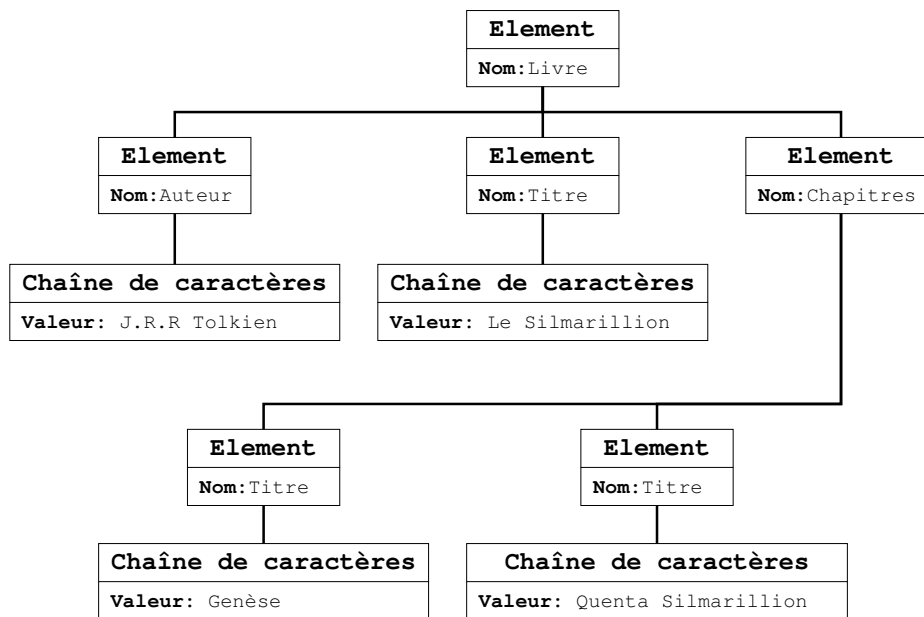 Element
Nom:Livre
Element
Nom:Auteur
Element
Nom:Titre
Element
Nom:Chapitres
Chaîne de caractères
Valeur: J.R.R Tolkien
Chaîne de caractères
Valeur: Le Silmarillion
Element
Nom:Titre
Element
Nom:Titre
Chaîne de caractères
Valeur: Genèse
Chaîne de caractères
Valeur: Quenta Silmarillion